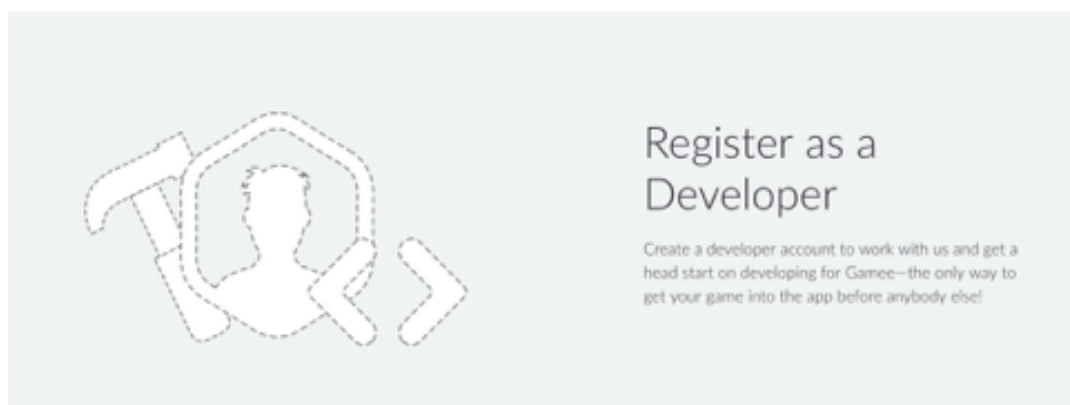 Register as a
Developer
Create a developer account to work with us and get a
head start on developing for Gamee—the only way to
get your game into the app before anybody else!